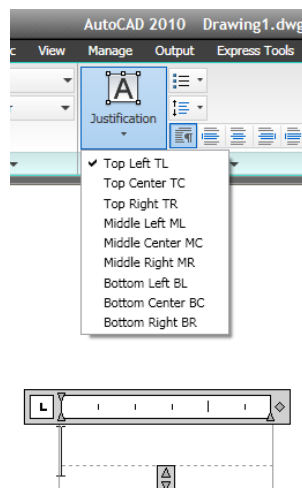 AutoCAD 2010 Drawing1.dwg
View Manage Output Express Tools
A
Justification
Top Left TL
Top Center TC
Top Right TR
Middle Left ML
Middle Center MC
Middle Right MR
Bottom Left BL
Bottom Center BC
Bottom Right BR
L